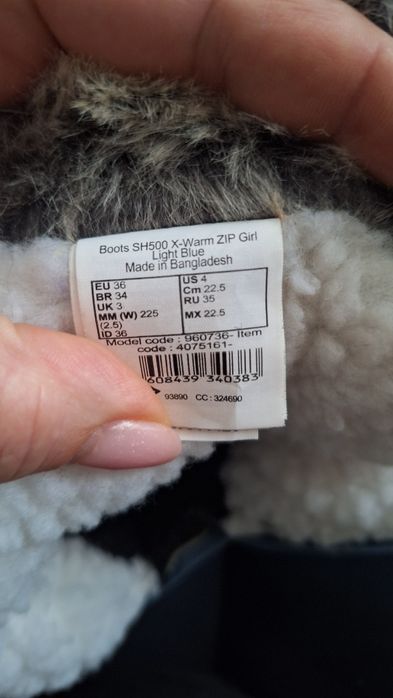 Boots SH500 X-Warm ZIP Girl
Light Blue
Made in Bangladesh
EU 36
BR 34
UK 3
MM (W) 225
(2.5)
ID 36
US 4
Cm 22.5
RU 35
MX 22.5
Model code : 960736- Item
code : 4075161-
608439 340383
93890 CC : 324690